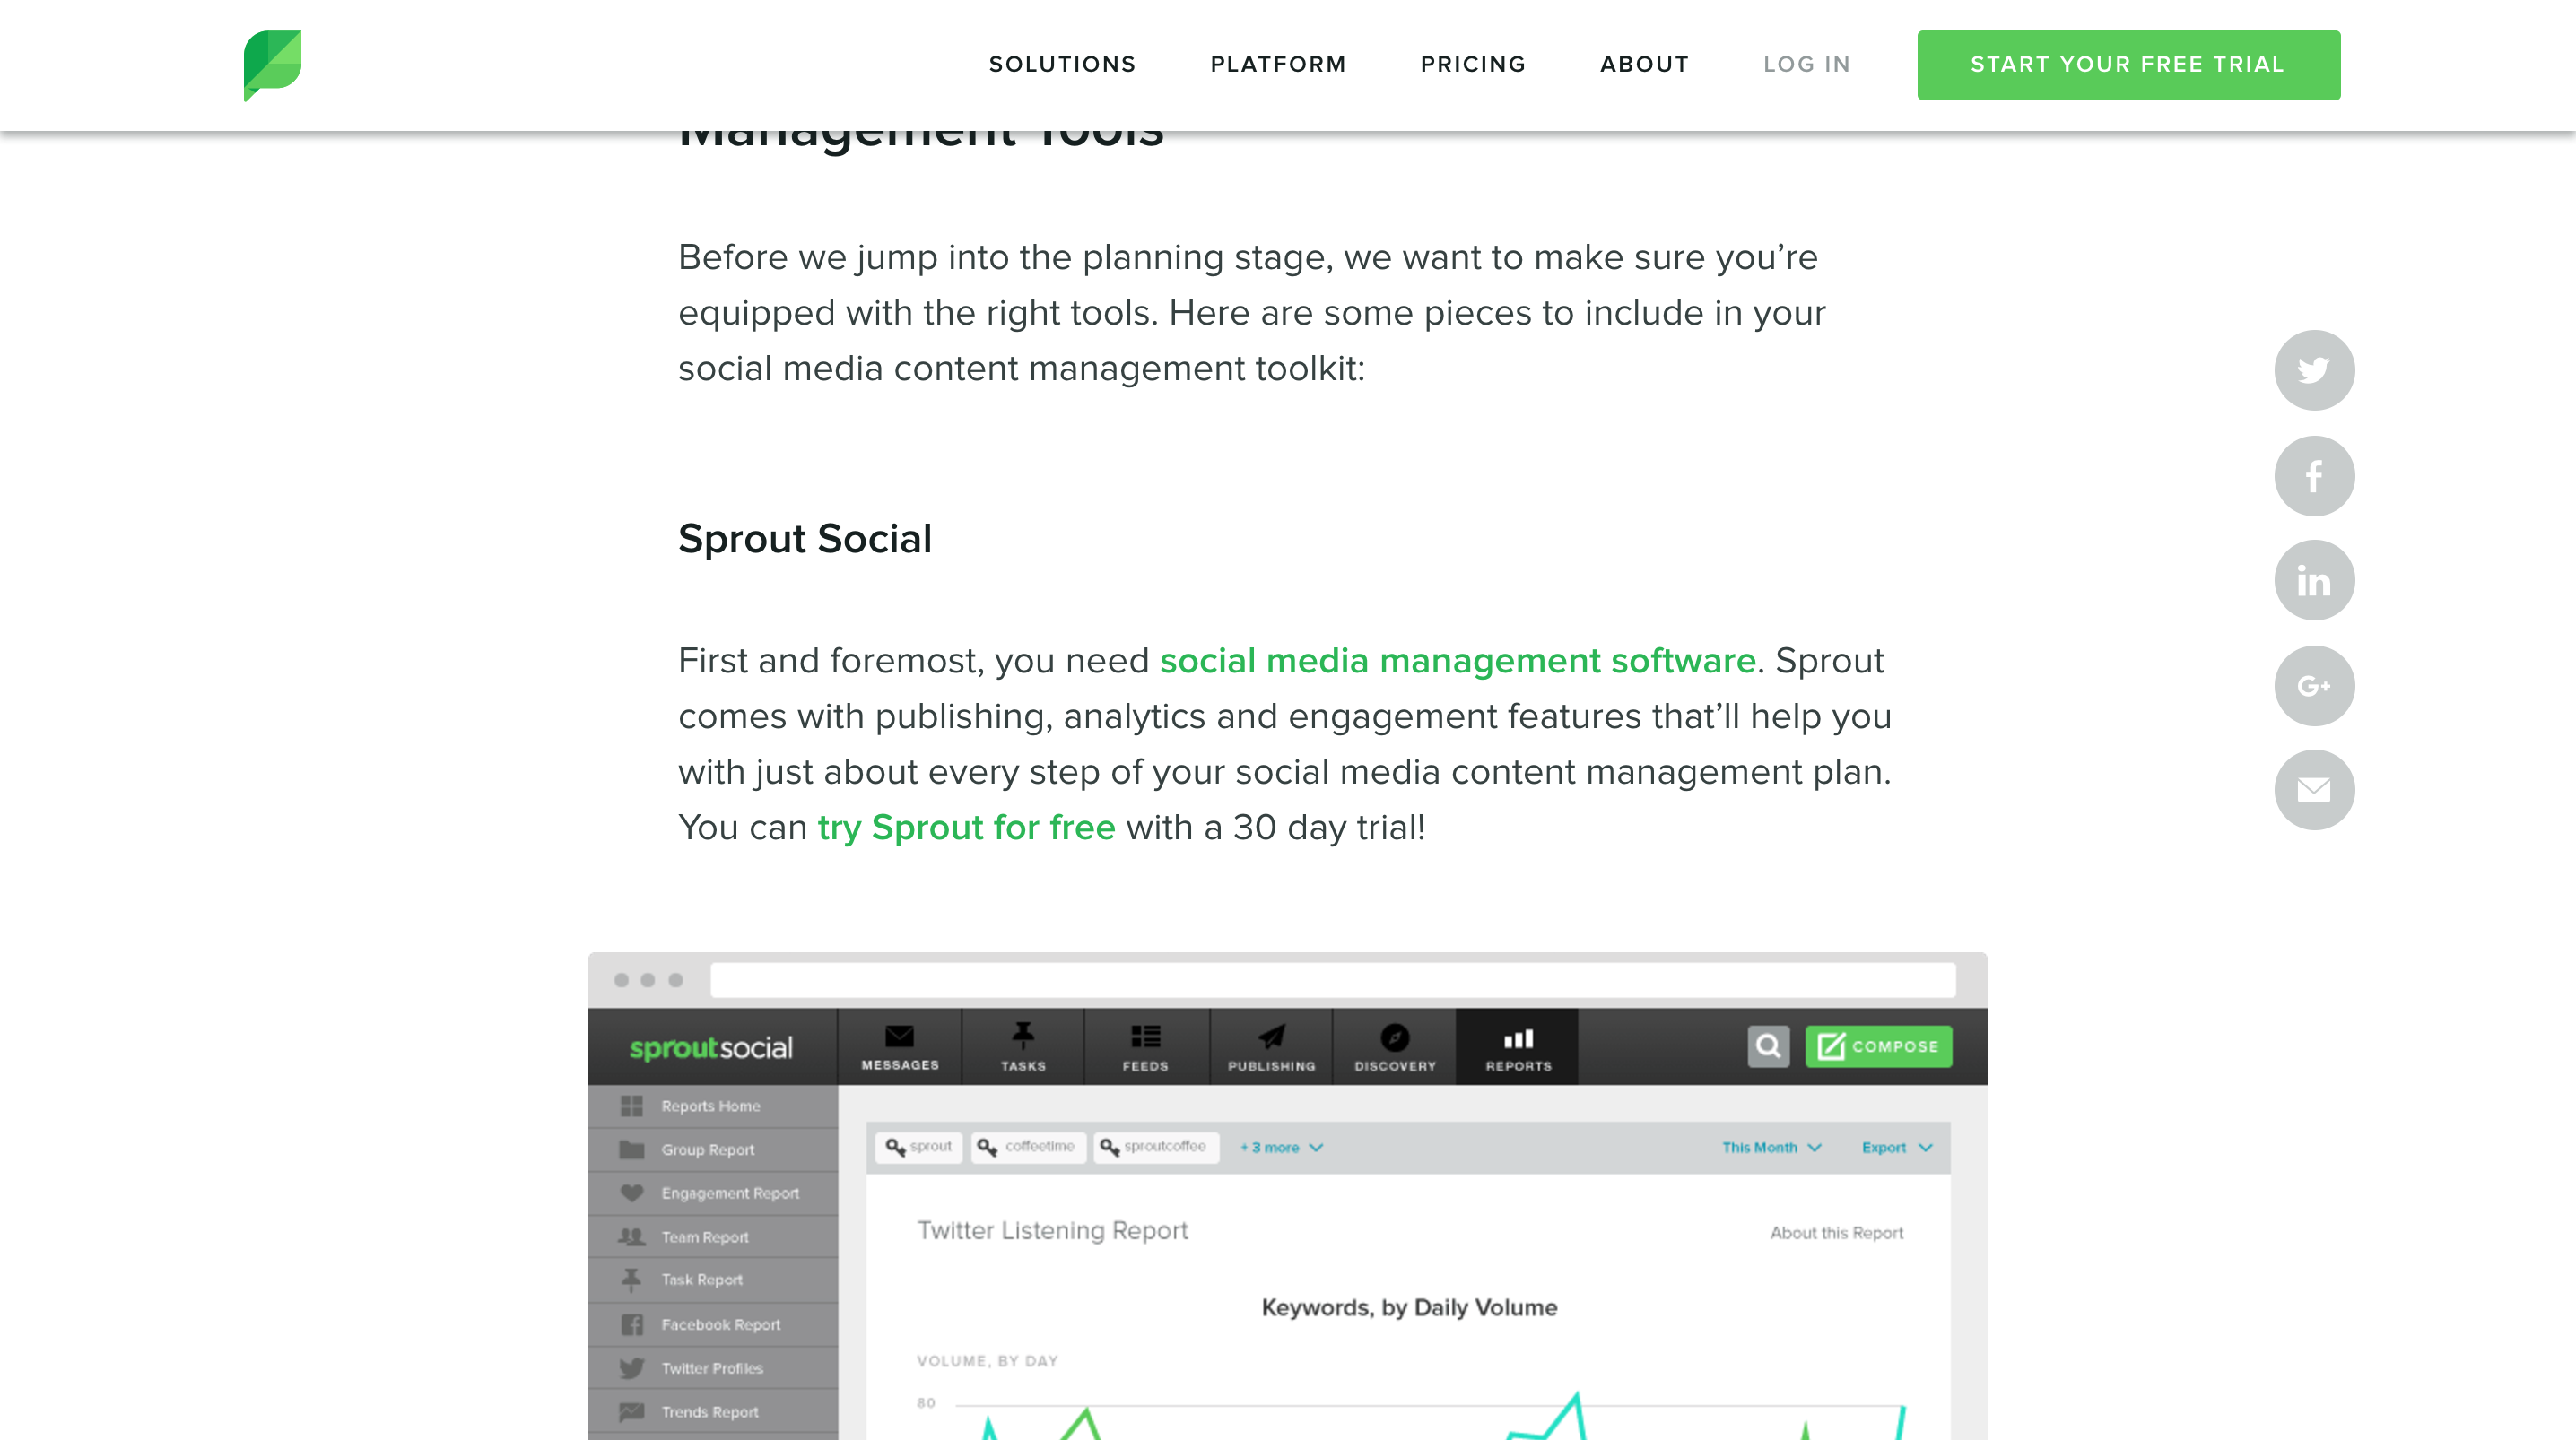 SOLUTIONS PLATFORM PRICING ABOUT LOG IN START YOUR FREE TRIAL
Management Tools
Before we jump into the planning stage, we want to make sure you’re
equipped with the right tools. Here are some pieces to include in your
social media content management toolkit:
Sprout Social
First and foremost, you need social media management software. Sprout
comes with publishing, analytics and engagement features that’ll help you
with just about every step of your social media content management plan.
You can try Sprout for free with a 30 day trial!
sproutsocial MESSAGES TASKS FEEDS PUBLISHING DISCOVERY REPORTS COMPOSE
Reports Home
Group Report
Engagement Report
Team Report
Task Report
Facebook Report
Twitter Profiles
Trends Report
sprout coffeetime sproutcoffee + 3 more This Month Export
Twitter Listening Report About this Report
Keywords, by Daily Volume
VOLUME, BY DAY
80